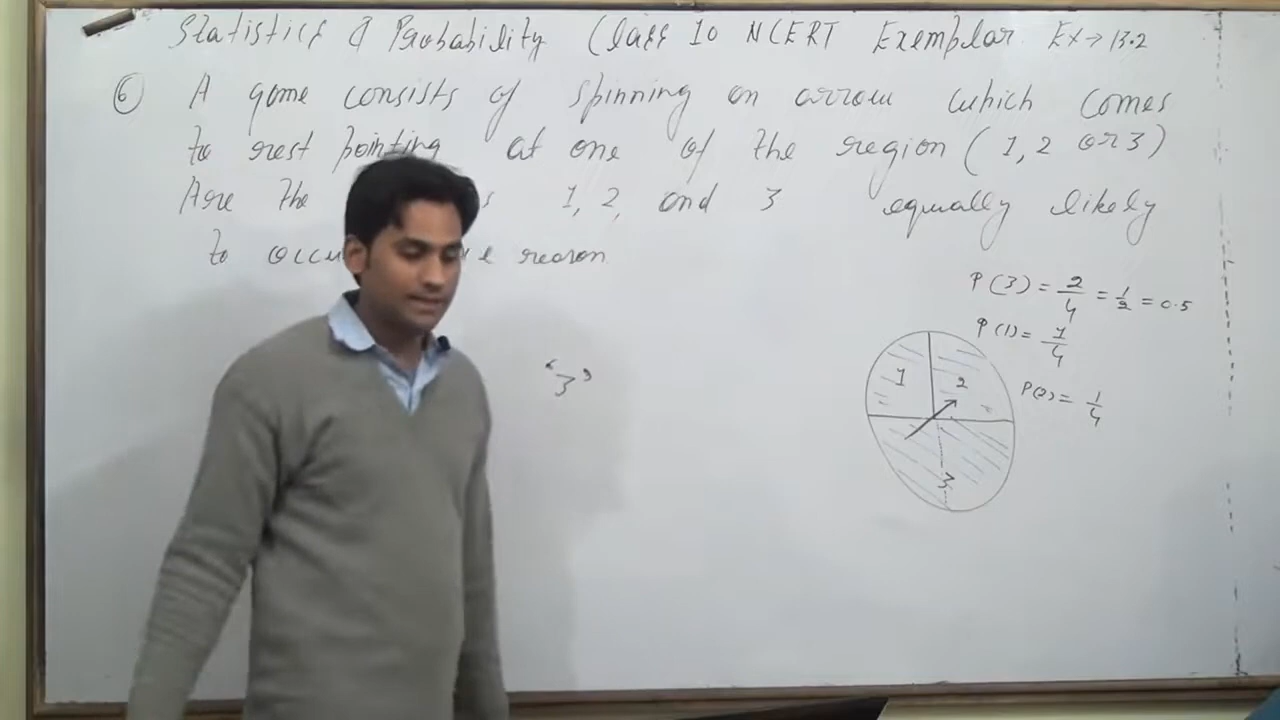 Statistics & Probability Class 10 NCERT Exemplar Ex → 13.2
⑥ A game consists of spinning an arrow which comes
to rest pointing at one of the region (1, 2 or 3)
Are the 1, 2, and 3 equally likely
to reason
P(3) = 2/4 = 1/2 = 0.5
P(1) = 1/4
P(2) = 1/4
"3"
1 2
3